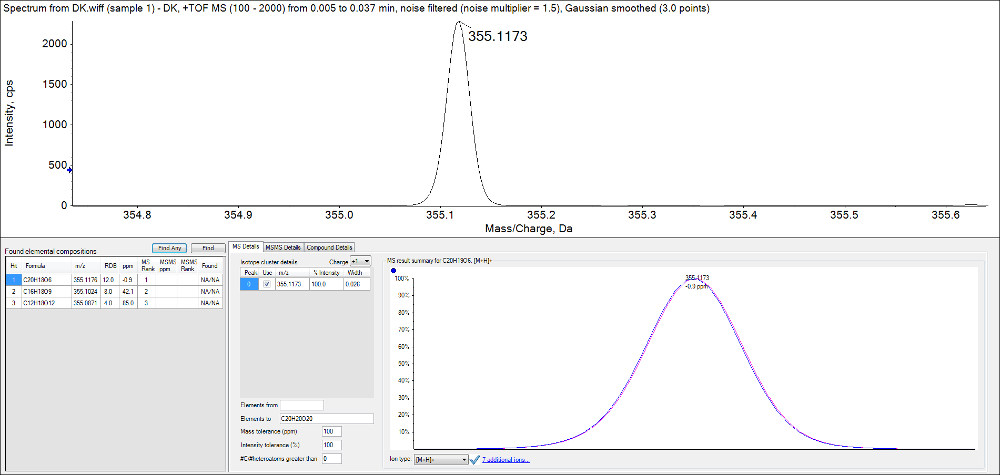 Spectrum from DK.wiff (sample 1) - DK, +TOF MS (100 - 2000) from 0.005 to 0.037 min, noise filtered (noise multiplier = 1.5), Gaussian smoothed (3.0 points)
355.1173
2000
1500
1000
500
0
Intensity, cps
354.8 354.9 355.0 355.1 355.2 355.3 355.4 355.5 355.6
Mass/Charge, Da
Found elemental compositions
Find Any Find
Hit Formula m/z RDB ppm MS Rank MSMS ppm MSMS Rank Found
1 C20H18O6 355.1176 12.0 -0.9 1 NA/NA
2 C16H18O9 355.1024 8.0 42.1 2 NA/NA
3 C12H18O12 355.0871 4.0 85.0 3 NA/NA
MS Details MSMS Details Compound Details
Isotope cluster details Charge +1
Peak Use m/z % Intensity Width
0 355.1173 100.0 0.026
Elements from
Elements to C20H20O20
Mass tolerance (ppm) 100
Intensity tolerance (%) 100
#C/#heteroatoms greater than 0
MS result summary for C20H19O6, [M+H]+
355.1173
-0.9 ppm
100%
90%
80%
70%
60%
50%
40%
30%
20%
10%
Ion type: [M+H]+ 7 additional ions...